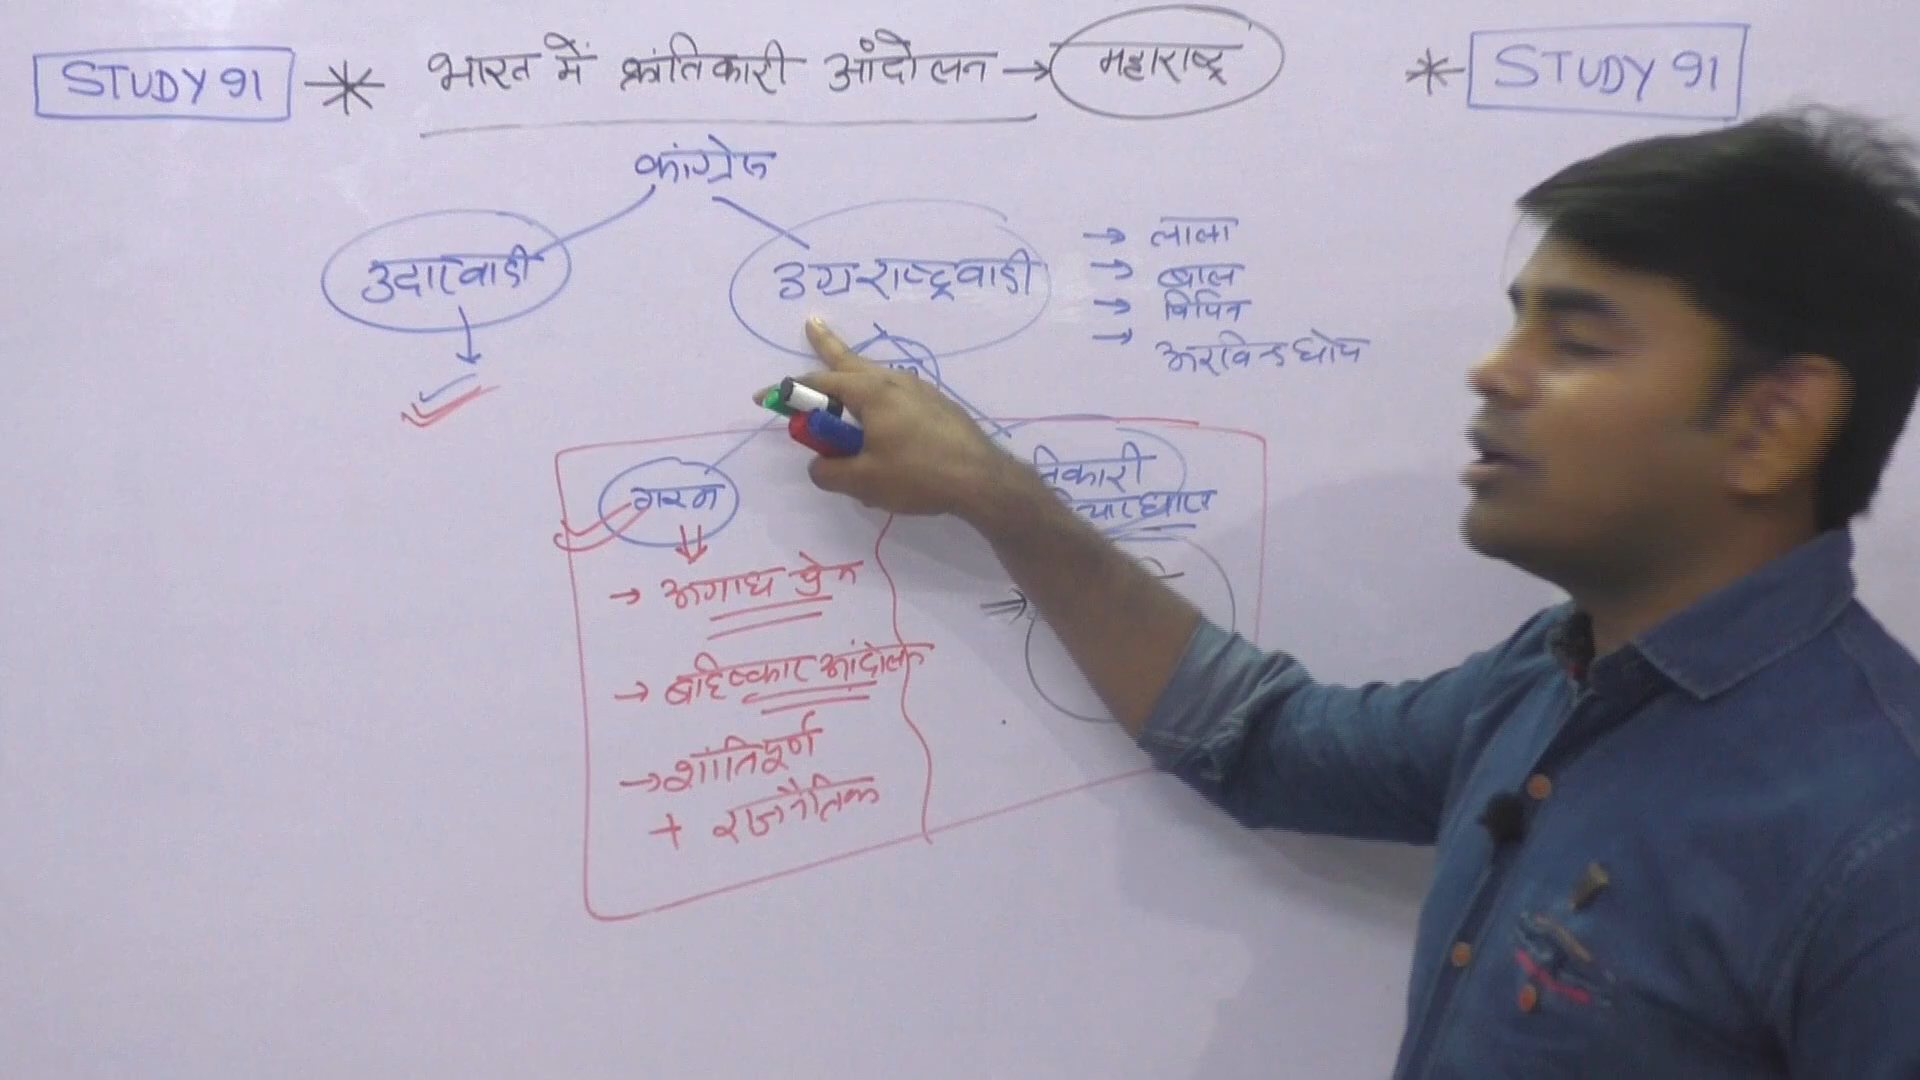 STUDY 91 * भारत में क्रांतिकारी आंदोलन → महाराष्ट्र * STUDY 91
कांग्रेस
उदारवादी
उग्रराष्ट्रवादी
→ लाला
→ बाल
→ विपिन
→ अरविन्द घोष
गरम
तिकारी
→ अगाध प्रेम
→ बहिष्कार आंदोलन
→ शांतिपूर्ण
+ राजनैतिक